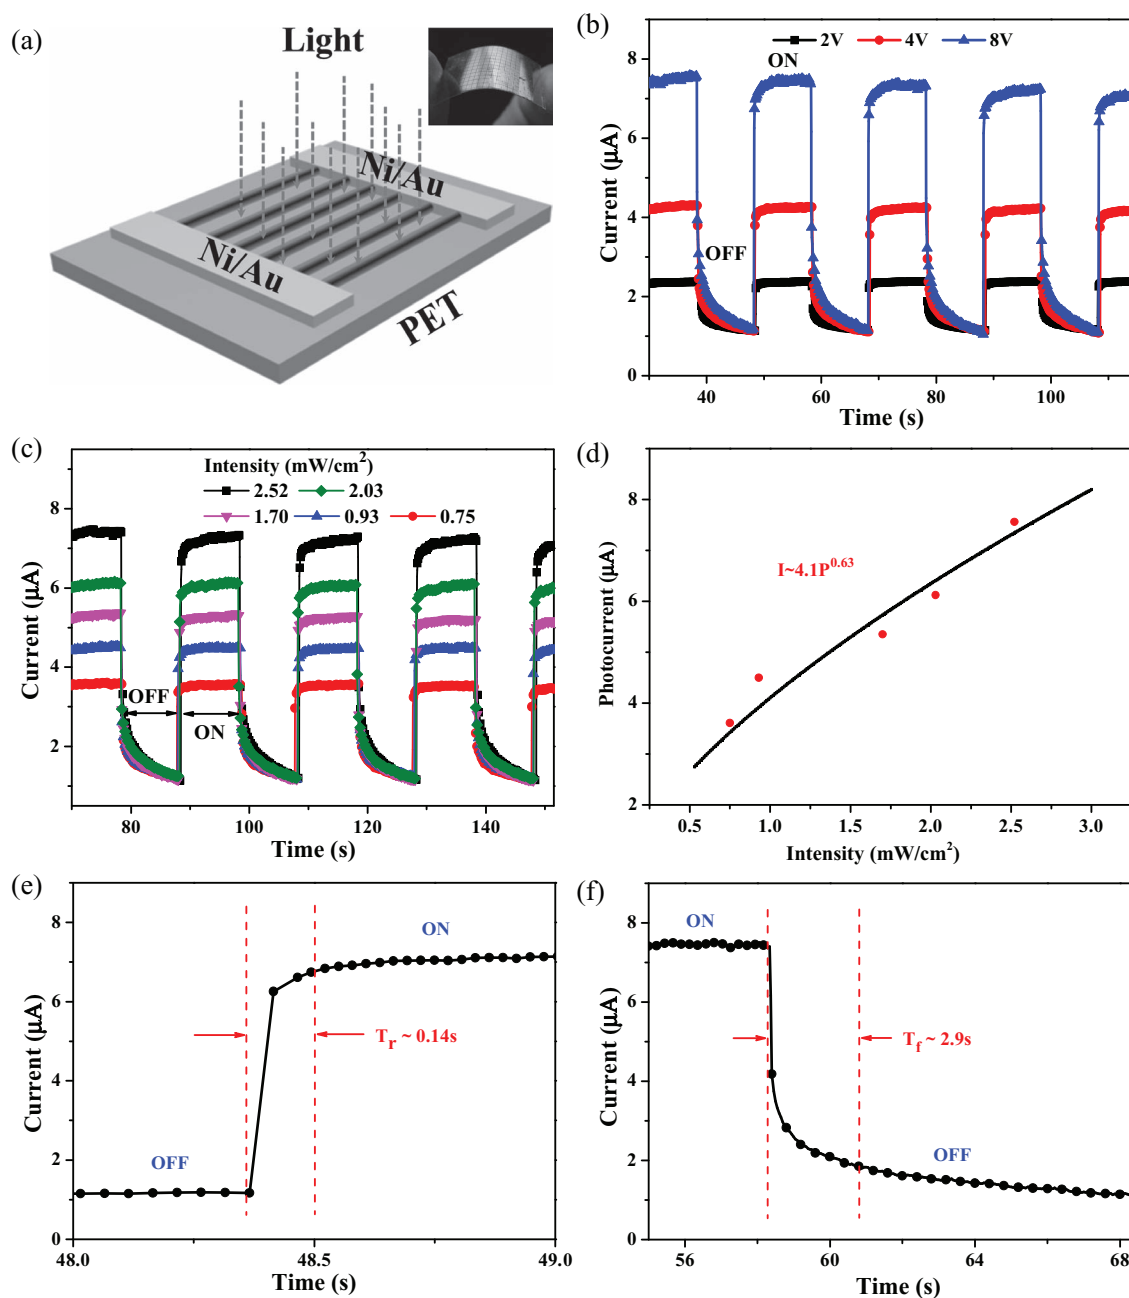 (a)
Light
Ni/Au
Ni/Au
PET
(b)
2V 4V 8V
ON
OFF
Current (μA)
8
6
4
2
0
40 60 80 100
Time (s)
(c)
Intensity (mW/cm²)
2.52 2.03
1.70 0.93 0.75
OFF
ON
Current (μA)
8
6
4
2
80 100 120 140
Time (s)
(d)
I~4.1P^0.63
Photocurrent (μA)
8
6
4
2
0.5 1.0 1.5 2.0 2.5 3.0
Intensity (mW/cm²)
(e)
ON
Tr ~ 0.14s
OFF
Current (μA)
8
6
4
2
0
48.0 48.5 49.0
Time (s)
(f)
ON
Tf ~ 2.9s
OFF
Current (μA)
8
6
4
2
0
56 60 64 68
Time (s)